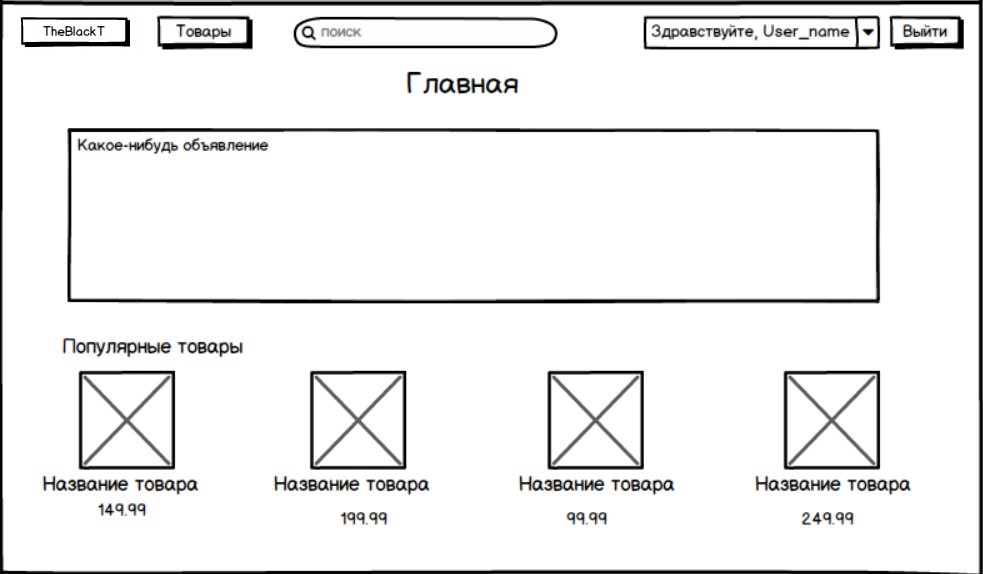 TheBlackT
Товары
поиск
Здравствуйте, User_name
Выйти
Главная
Какое-нибудь объявление
Популярные товары
Название товара
149.99
Название товара
199.99
Название товара
99.99
Название товара
249.99